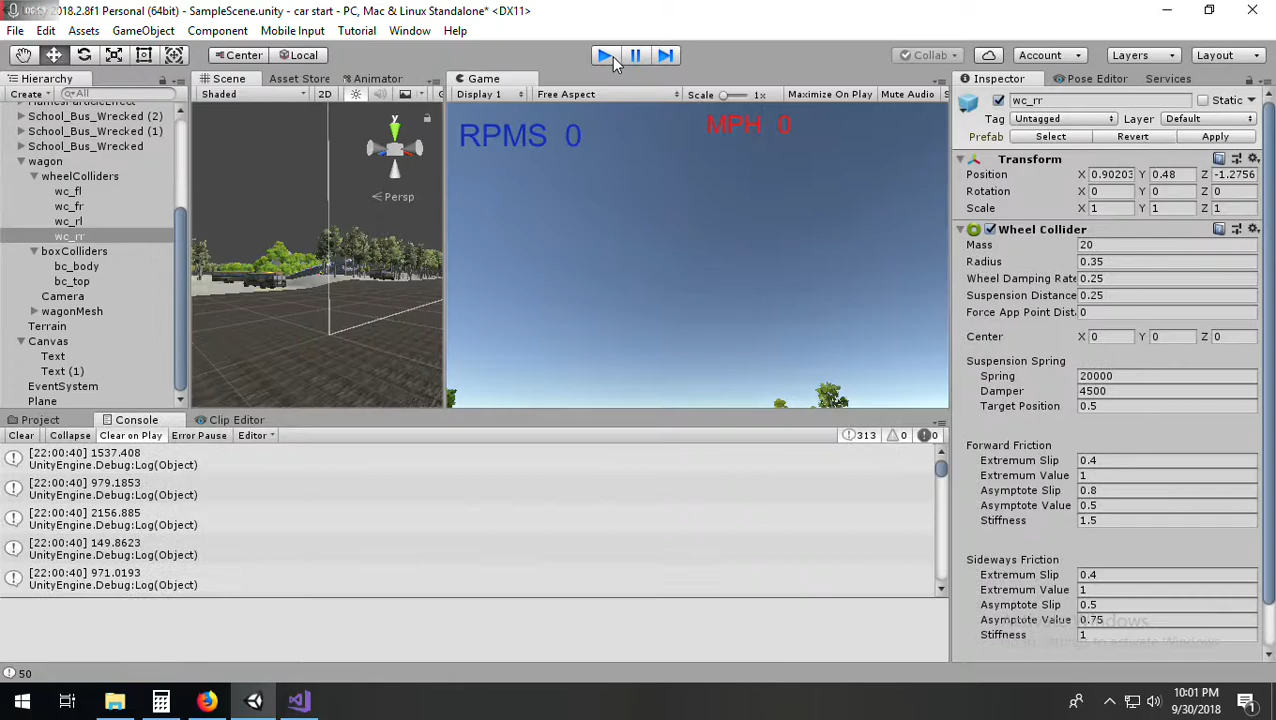 2018.2.8f1 Personal (64bit) - SampleScene.unity - car start - PC, Mac & Linux Standalone* <DX11>
File Edit Assets GameObject Component Mobile Input Tutorial Window Help
Center Local Collab Account Layers Layout
Hierarchy Scene Asset Store Animator Game Inspector Pose Editor Services
Create All Shaded 2D Display 1 Free Aspect Scale 1x Maximize On Play Mute Audio S
wc_rr Static
Tag Untagged Layer Default
Prefab Select Revert Apply
FlamesParticleEffect
School_Bus_Wrecked (2)
School_Bus_Wrecked (1)
School_Bus_Wrecked
wagon
wheelColliders
wc_fl
wc_fr
wc_rl
wc_rr
boxColliders
bc_body
bc_top
Camera
wagonMesh
Terrain
Canvas
Text
Text (1)
EventSystem
Plane
y
Persp
RPMS 0
MPH 0
Transform
Position X 0.90203 Y 0.48 Z -1.2756
Rotation X 0 Y 0 Z 0
Scale X 1 Y 1 Z 1
Wheel Collider
Mass 20
Radius 0.35
Wheel Damping Rate 0.25
Suspension Distance 0.25
Force App Point Dist 0
Center X 0 Y 0 Z 0
Suspension Spring
Spring 20000
Damper 4500
Target Position 0.5
Forward Friction
Extremum Slip 0.4
Extremum Value 1
Asymptote Slip 0.8
Asymptote Value 0.5
Stiffness 1.5
Sideways Friction
Extremum Slip 0.4
Extremum Value 1
Asymptote Slip 0.5
Asymptote Value 0.75
Stiffness 1
Project Console Clip Editor
Clear Collapse Clear on Play Error Pause Editor 313 0 0
[22:00:40] 1537.408
UnityEngine.Debug:Log(Object)
[22:00:40] 979.1853
UnityEngine.Debug:Log(Object)
[22:00:40] 2156.885
UnityEngine.Debug:Log(Object)
[22:00:40] 149.8623
UnityEngine.Debug:Log(Object)
[22:00:40] 971.0193
UnityEngine.Debug:Log(Object)
50
10:01 PM
9/30/2018
1